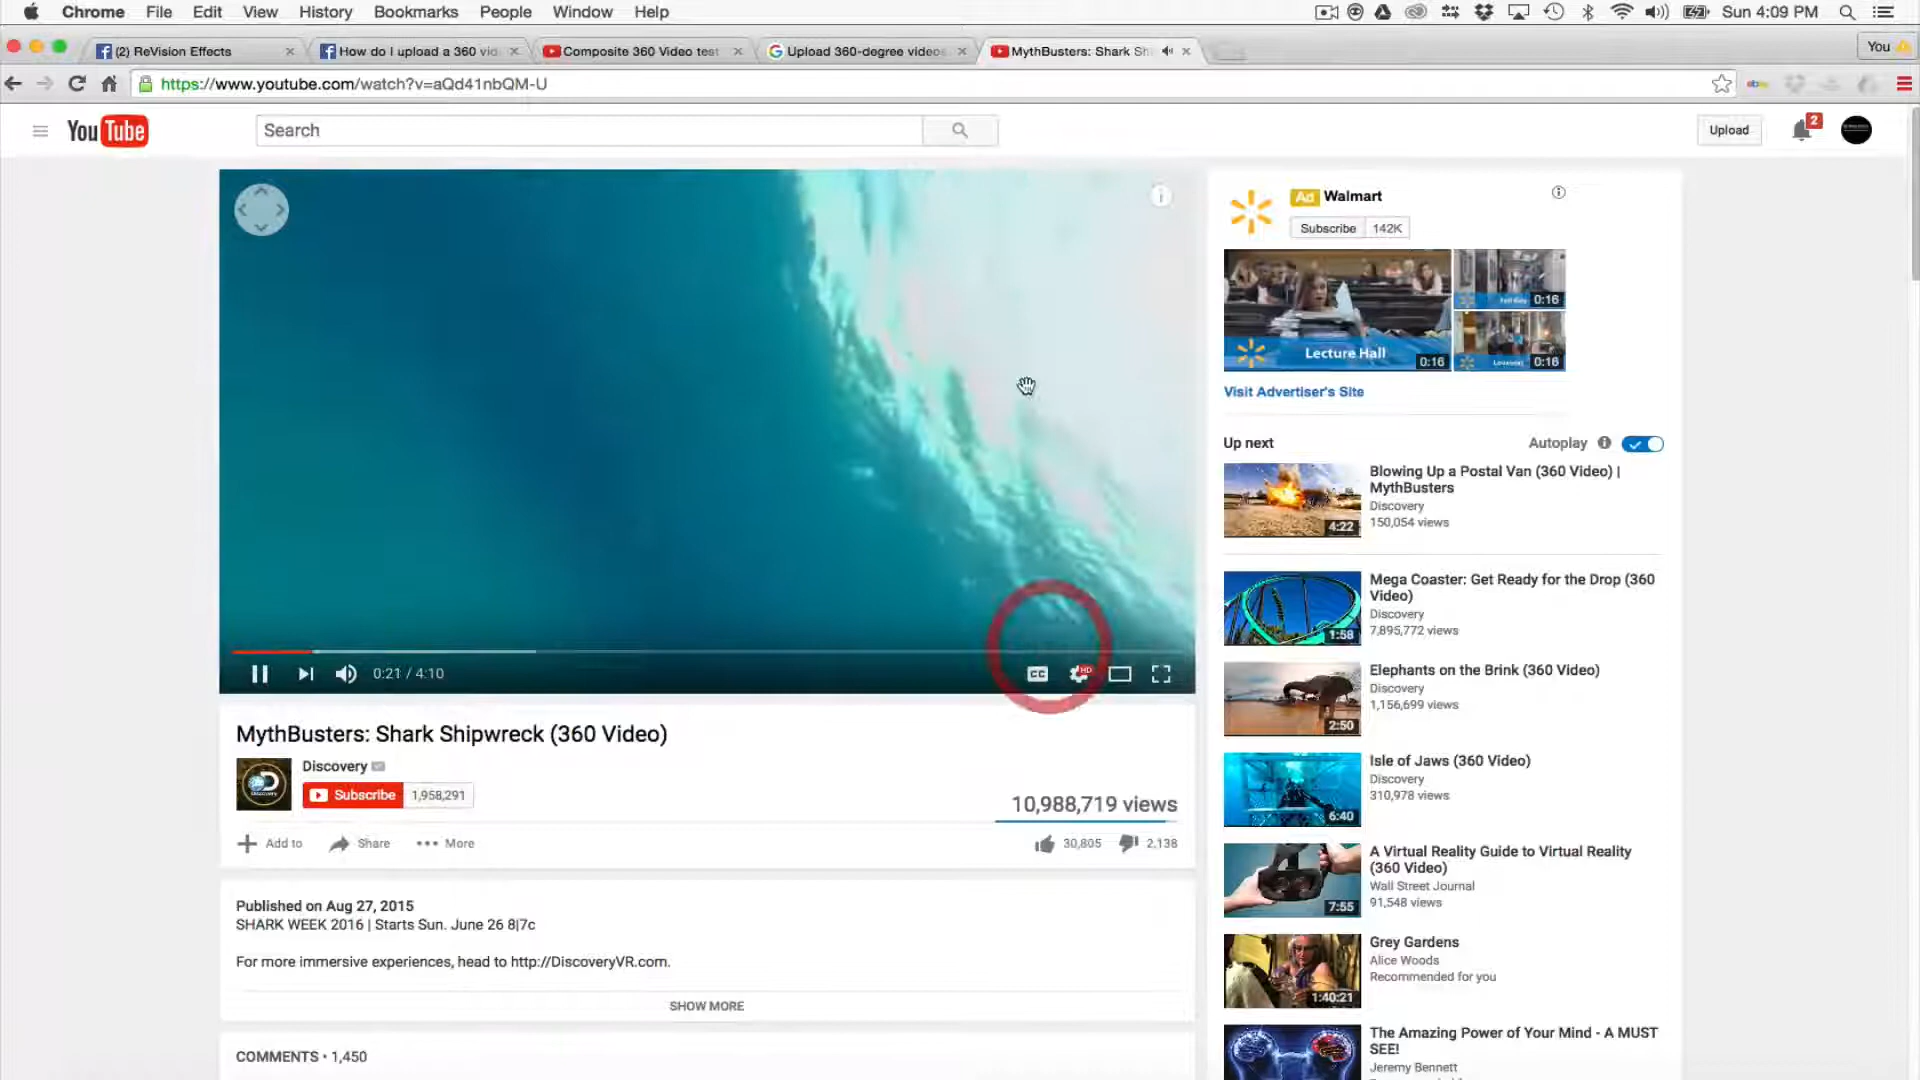 Chrome File Edit View History Bookmarks People Window Help Sun 4:09 PM
(2) ReVision Effects How do I upload a 360 vid Composite 360 Video test Upload 360-degree videos MythBusters: Shark Sh You
https://www.youtube.com/watch?v=aQd41nbQM-U ebay
YouTube Search Upload 2
Ad Walmart
Subscribe 142K
0:16
Lecture Hall 0:16 0:16
Visit Advertiser's Site
Up next Autoplay
Blowing Up a Postal Van (360 Video) |
MythBusters
Discovery
150,054 views
4:22
Mega Coaster: Get Ready for the Drop (360
Video)
Discovery
7,895,772 views
1:58
Elephants on the Brink (360 Video)
Discovery
1,156,699 views
2:50
Isle of Jaws (360 Video)
Discovery
310,978 views
6:40
A Virtual Reality Guide to Virtual Reality
(360 Video)
Wall Street Journal
91,548 views
7:55
Grey Gardens
Alice Woods
Recommended for you
1:40:21
The Amazing Power of Your Mind - A MUST
SEE!
Jeremy Bennett
0:21 / 4:10 CC HD
MythBusters: Shark Shipwreck (360 Video)
Discovery
Subscribe 1,958,291
10,988,719 views
Add to Share More 30,805 2,138
Published on Aug 27, 2015
SHARK WEEK 2016 | Starts Sun. June 26 8|7c
For more immersive experiences, head to http://DiscoveryVR.com.
SHOW MORE
COMMENTS • 1,450